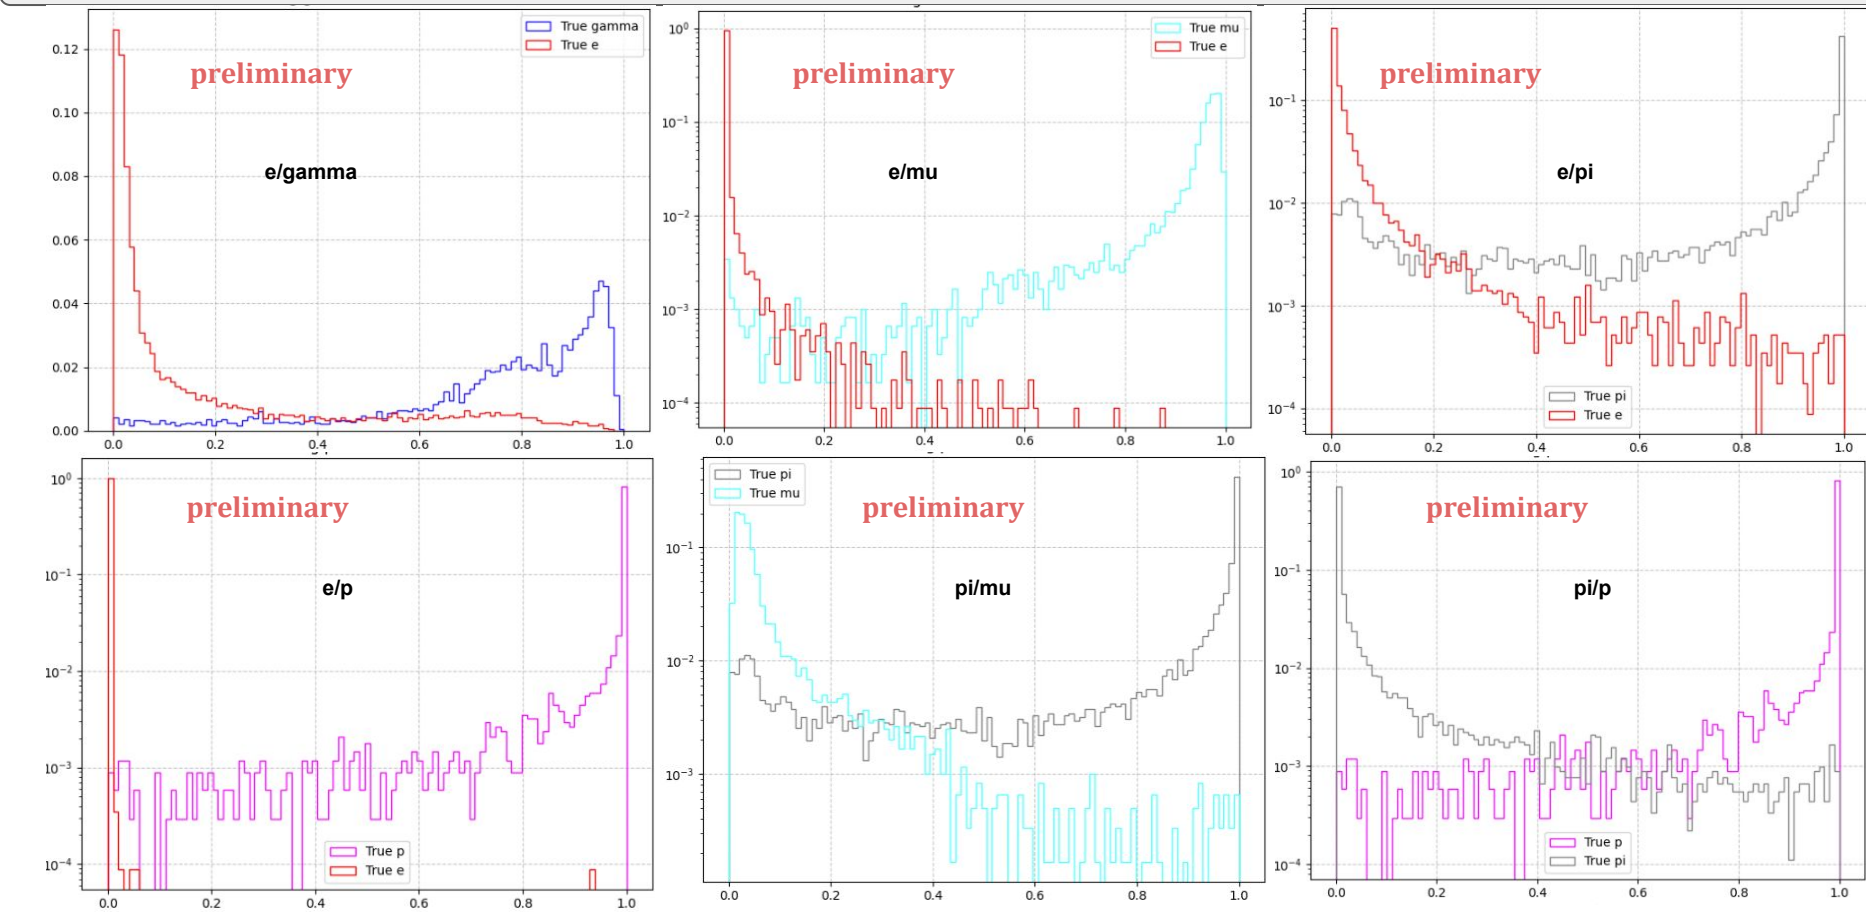 True gamma
True e
preliminary
e/gamma
0.12
0.10
0.08
0.06
0.04
0.02
0.00
0.0 0.2 0.4 0.6 0.8 1.0
True mu
True e
preliminary
e/mu
10⁰
10⁻¹
10⁻²
10⁻³
10⁻⁴
0.0 0.2 0.4 0.6 0.8 1.0
preliminary
e/pi
10⁻¹
10⁻²
10⁻³
10⁻⁴
True pi
True e
0.0 0.2 0.4 0.6 0.8 1.0
preliminary
e/p
10⁰
10⁻¹
10⁻²
10⁻³
10⁻⁴
True p
True e
0.0 0.2 0.4 0.6 0.8 1.0
True pi
True mu
preliminary
pi/mu
10⁻¹
10⁻²
10⁻³
0.0 0.2 0.4 0.6 0.8 1.0
preliminary
pi/p
10⁰
10⁻¹
10⁻²
10⁻³
10⁻⁴
True p
True pi
0.0 0.2 0.4 0.6 0.8 1.0